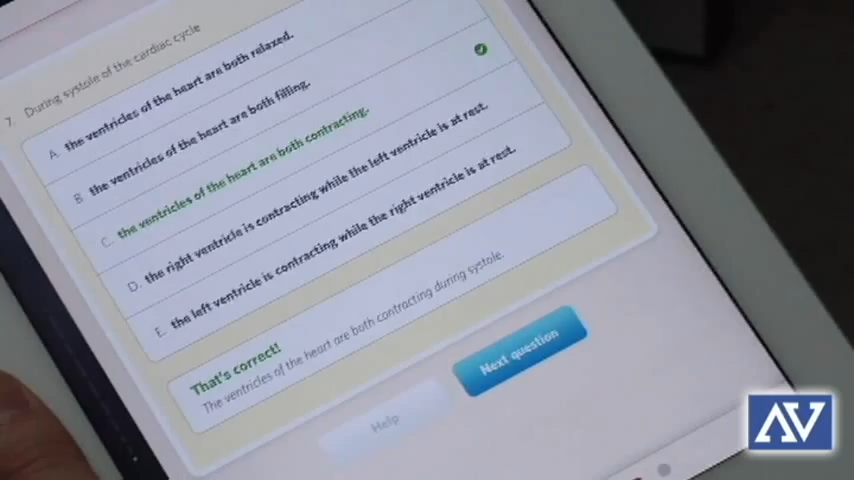 7. During systole of the cardiac cycle
A. the ventricles of the heart are both relaxed.
B. the ventricles of the heart are both filling.
C. the ventricles of the heart are both contracting.
D. the right ventricle is contracting while the left ventricle is at rest.
E. the left ventricle is contracting while the right ventricle is at rest.
That's correct!
The ventricles of the heart are both contracting during systole.
Next question
Help
AV